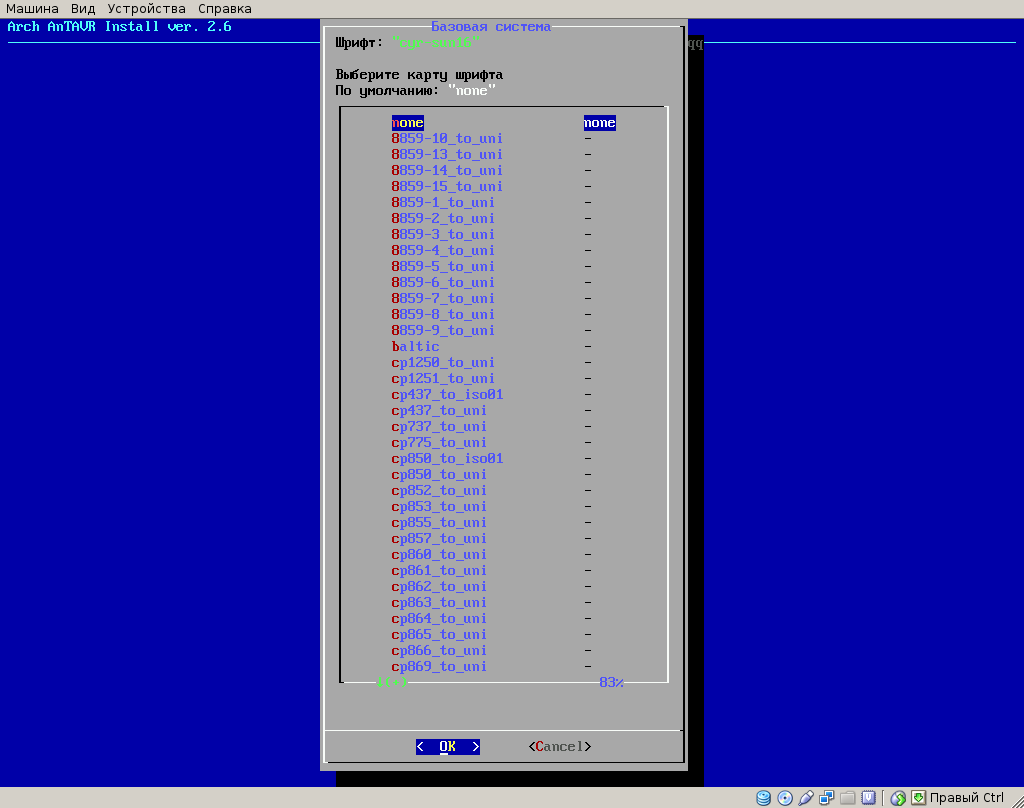 Машина Вид Устройства Справка
Arch AnTAVR Install ver. 2.6
Базовая система
Шрифт: "cyr-sun16"
qq
Выберите карту шрифта
По умолчанию: "none"
none none
8859-10_to_uni -
8859-13_to_uni -
8859-14_to_uni -
8859-15_to_uni -
8859-1_to_uni -
8859-2_to_uni -
8859-3_to_uni -
8859-4_to_uni -
8859-5_to_uni -
8859-6_to_uni -
8859-7_to_uni -
8859-8_to_uni -
8859-9_to_uni -
baltic -
cp1250_to_uni -
cp1251_to_uni -
cp437_to_iso01 -
cp437_to_uni -
cp737_to_uni -
cp775_to_uni -
cp850_to_iso01 -
cp850_to_uni -
cp852_to_uni -
cp853_to_uni -
cp855_to_uni -
cp857_to_uni -
cp860_to_uni -
cp861_to_uni -
cp862_to_uni -
cp863_to_uni -
cp864_to_uni -
cp865_to_uni -
cp866_to_uni -
cp869_to_uni -
↓(+) 83%
< OK > <Cancel>
Правый Ctrl